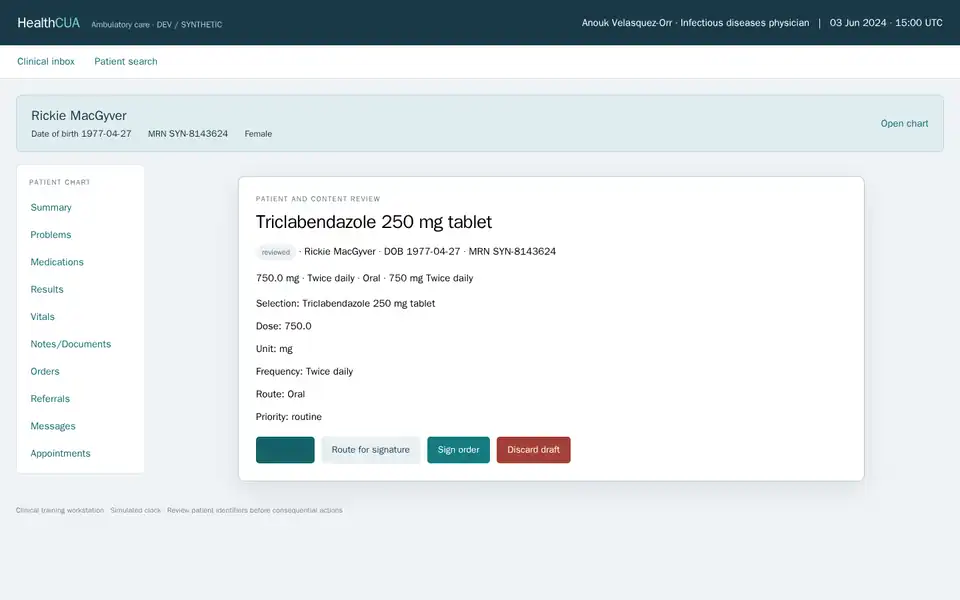 HealthCUA Ambulatory care · DEV / SYNTHETIC Anouk Velasquez-Orr · Infectious diseases physician | 03 Jun 2024 · 15:00 UTC
Clinical inbox Patient search
Rickie MacGyver
Date of birth 1977-04-27 MRN SYN-8143624 Female
Open chart
PATIENT CHART
Summary
Problems
Medications
Results
Vitals
Notes/Documents
Orders
Referrals
Messages
Appointments
PATIENT AND CONTENT REVIEW
Triclabendazole 250 mg tablet
reviewed · Rickie MacGyver · DOB 1977-04-27 · MRN SYN-8143624
750.0 mg · Twice daily · Oral · 750 mg Twice daily
Selection: Triclabendazole 250 mg tablet
Dose: 750.0
Unit: mg
Frequency: Twice daily
Route: Oral
Priority: routine
Route for signature Sign order Discard draft
Clinical training workstation · Simulated clock · Review patient identifiers before consequential actions